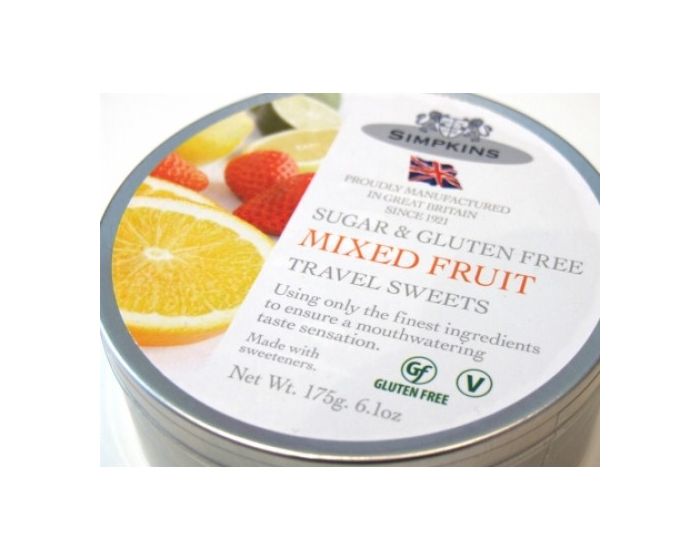 SIMPKINS
PROUDLY MANUFACTURED
IN GREAT BRITAIN
SINCE 1921
SUGAR & GLUTEN FREE
MIXED FRUIT
TRAVEL SWEETS
Using only the finest ingredients
to ensure a mouthwatering
taste sensation.
Made with
sweeteners.
Gf
GLUTEN FREE
V
Net Wt. 175g. 6.1oz